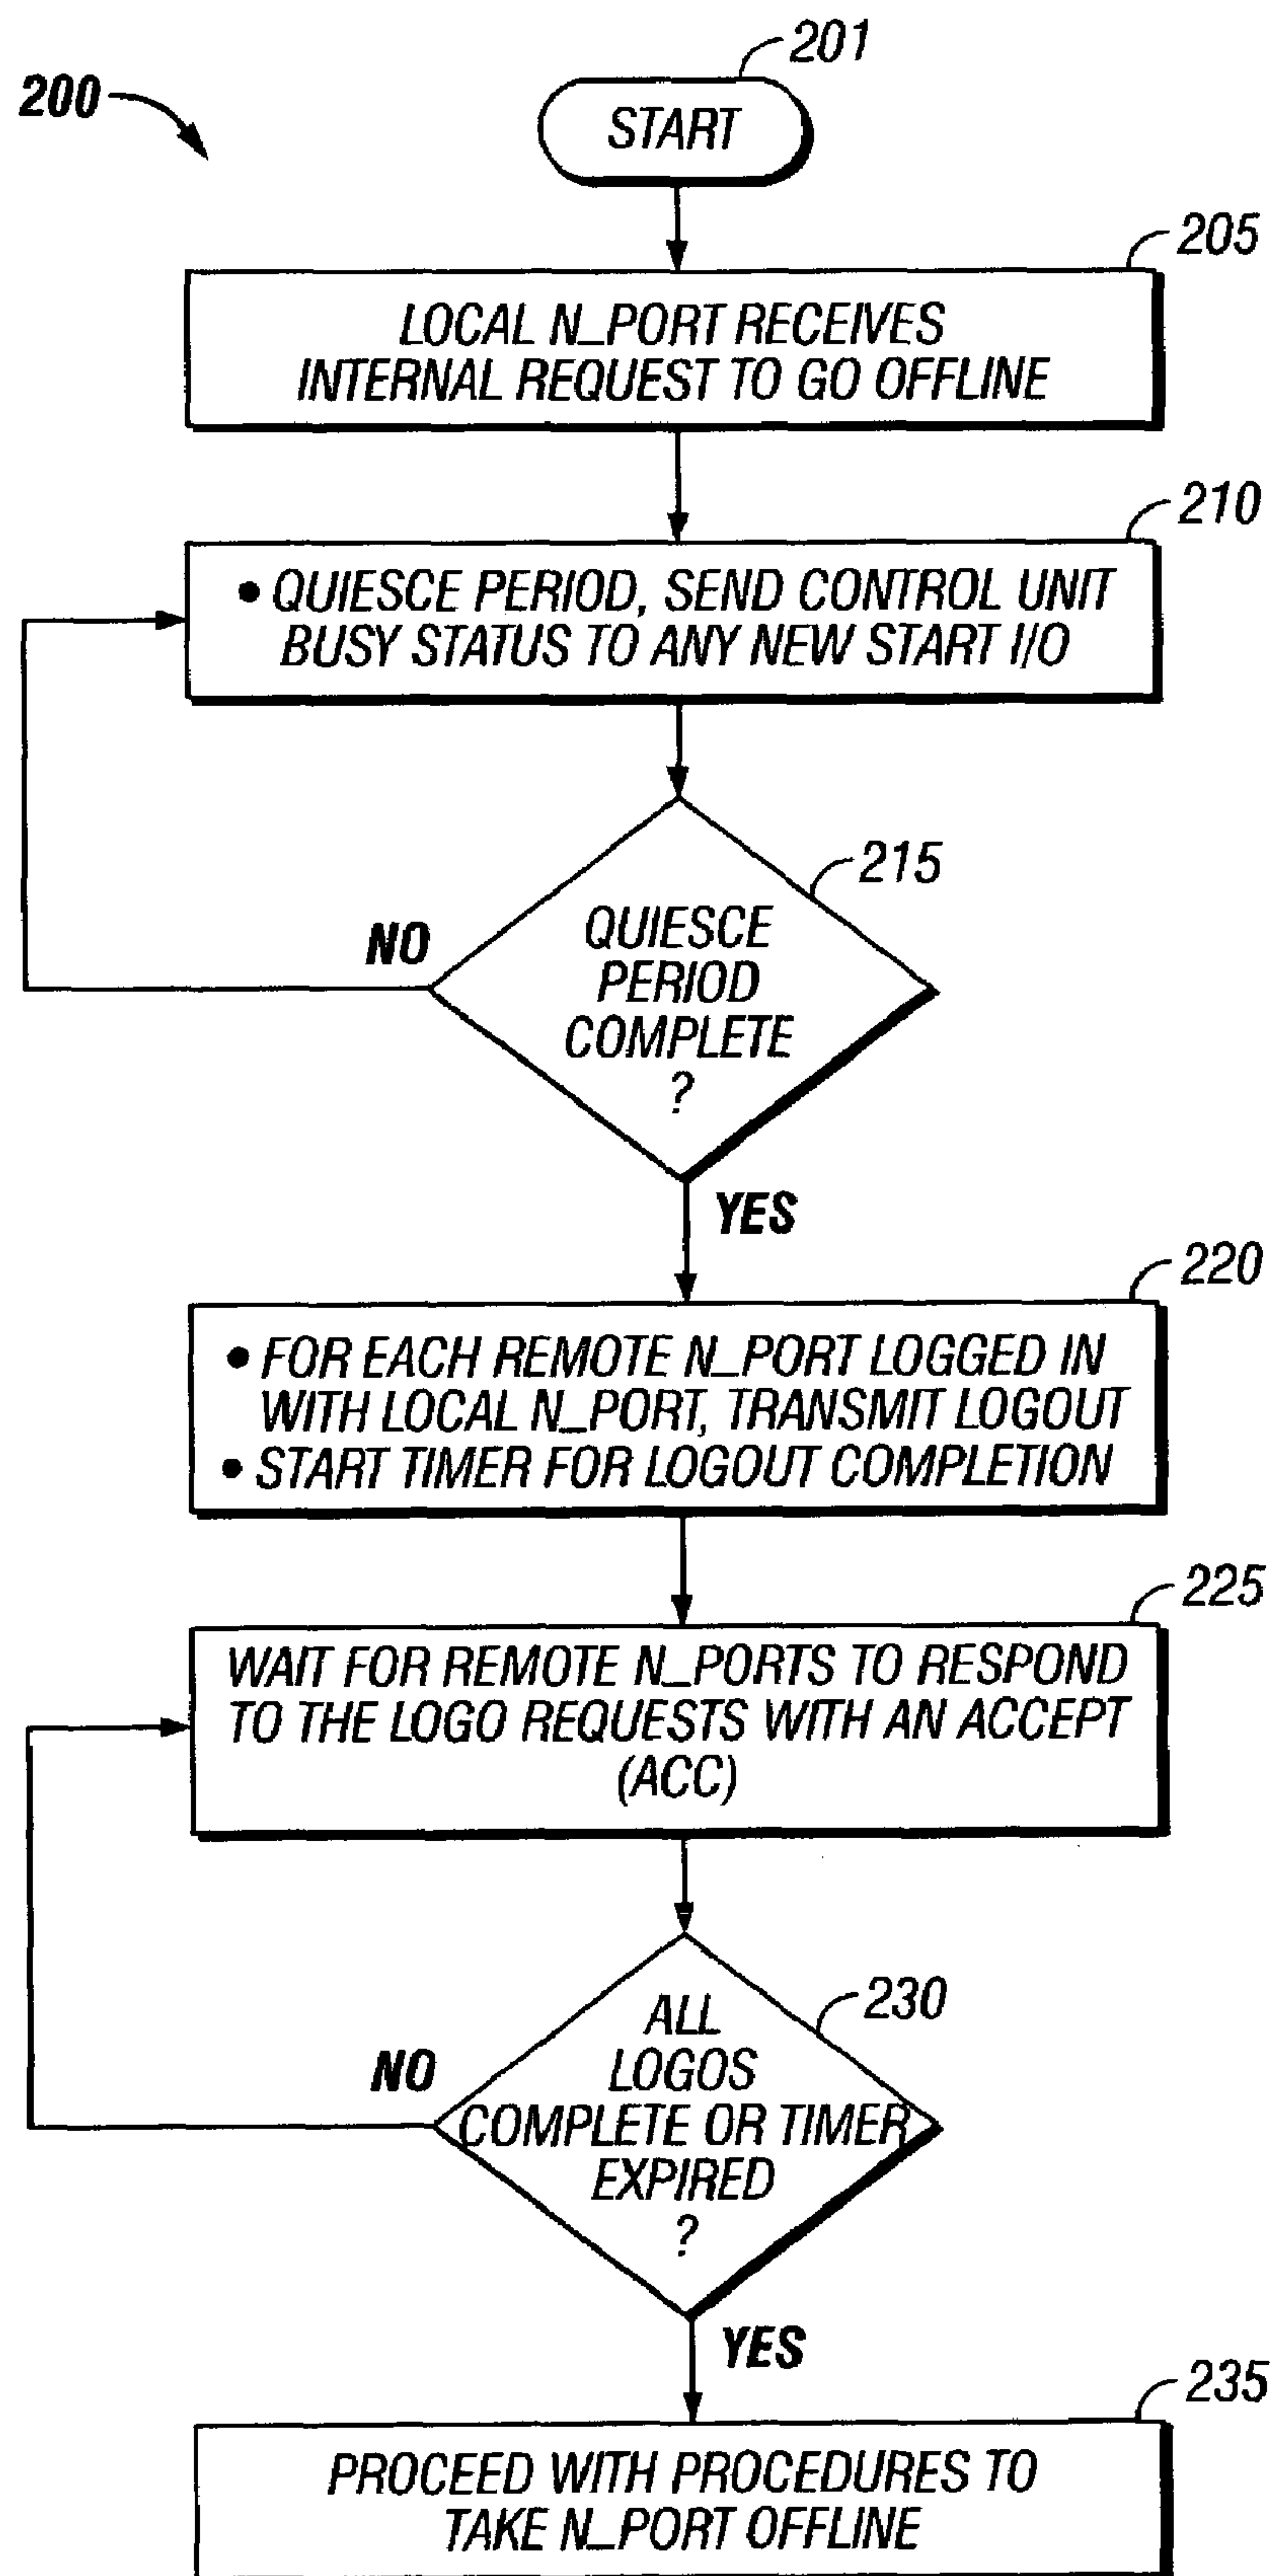 200
201
START
205
LOCAL N_PORT RECEIVES
INTERNAL REQUEST TO GO OFFLINE
210
• QUIESCE PERIOD, SEND CONTROL UNIT
BUSY STATUS TO ANY NEW START I/O
215
QUIESCE
PERIOD
COMPLETE
?
NO
YES
220
• FOR EACH REMOTE N_PORT LOGGED IN
WITH LOCAL N_PORT, TRANSMIT LOGOUT
• START TIMER FOR LOGOUT COMPLETION
225
WAIT FOR REMOTE N_PORTS TO RESPOND
TO THE LOGO REQUESTS WITH AN ACCEPT
(ACC)
230
ALL
LOGOS
COMPLETE OR TIMER
EXPIRED
?
NO
YES
235
PROCEED WITH PROCEDURES TO
TAKE N_PORT OFFLINE